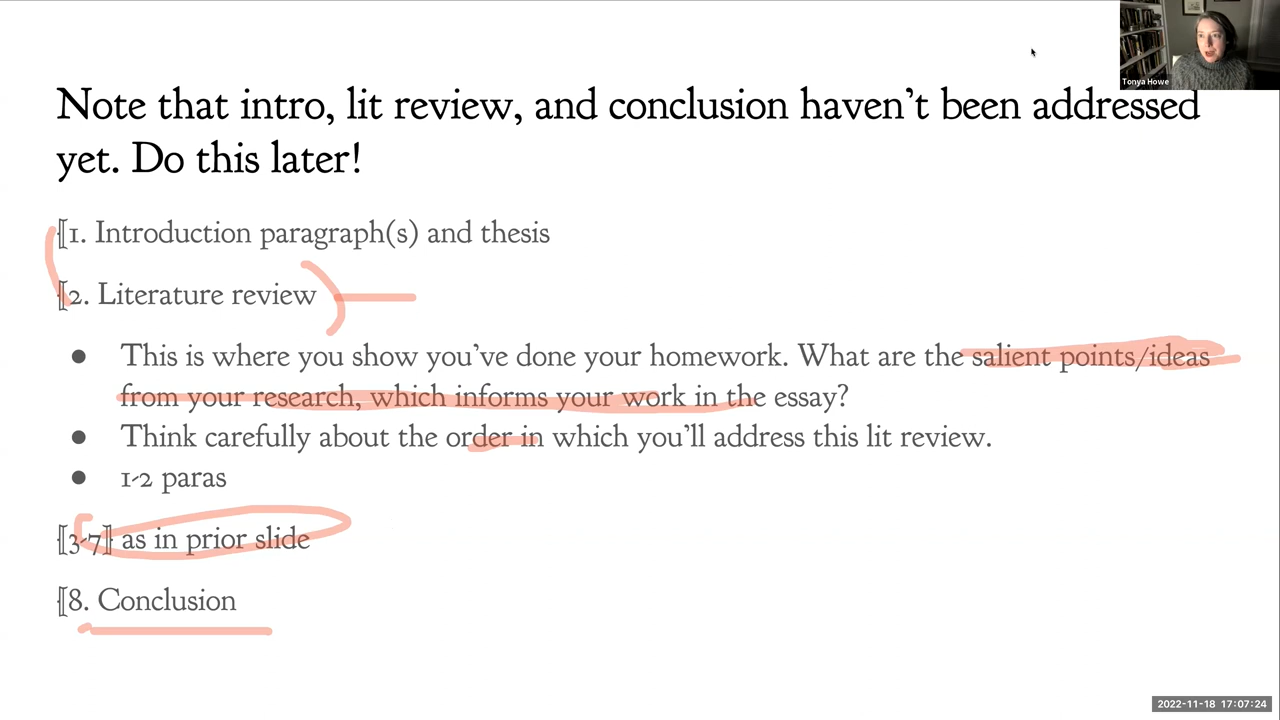 Tonya Howe
Note that intro, lit review, and conclusion haven't been addressed
yet. Do this later!
⟦1. Introduction paragraph(s) and thesis
⟦2. Literature review
● This is where you show you've done your homework. What are the salient points/ideas
from your research, which informs your work in the essay?
● Think carefully about the order in which you'll address this lit review.
● 1-2 paras
⟦3-7⟧ as in prior slide
⟦8. Conclusion
2022-11-18 17:07:24